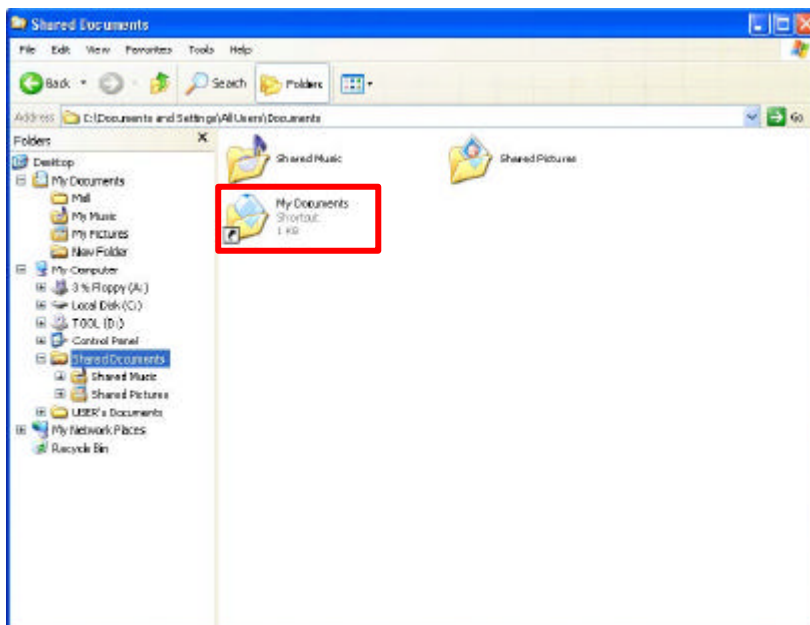 Shared Documents
File Edit View Favorites Tools Help
Back Search Folders
Address C:\Documents and Settings\All Users\Documents Go
Folders X
Desktop
My Documents
Mail
My Music
My Pictures
New Folder
My Computer
3 ½ Floppy (A:)
Local Disk (C:)
TOOL (D:)
Control Panel
Shared Documents
Shared Music
Shared Pictures
USER's Documents
My Network Places
Recycle Bin
Shared Music
Shared Pictures
My Documents
Shortcut
1 KB